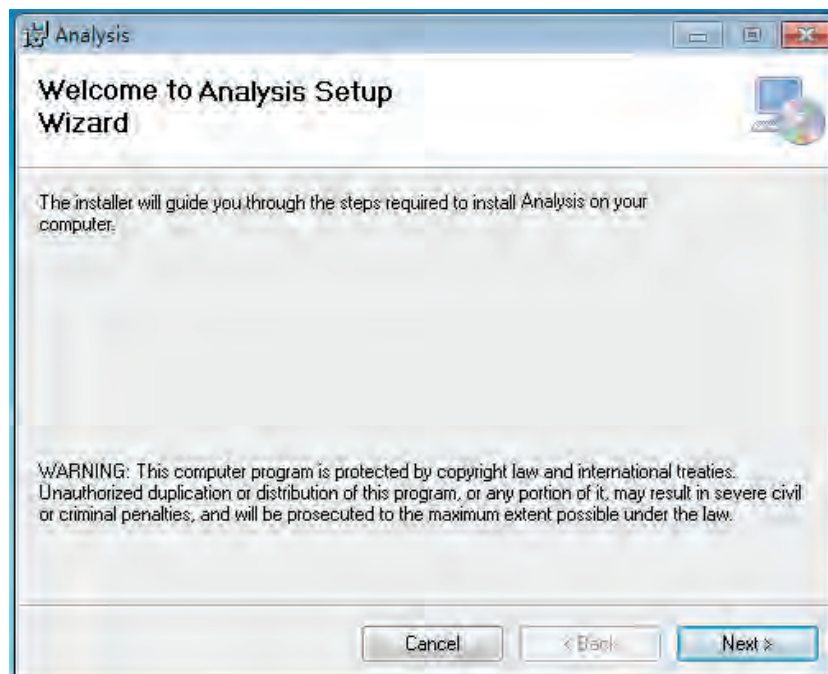 Analysis
Welcome to Analysis Setup
Wizard
The installer will guide you through the steps required to install Analysis on your
computer.
WARNING: This computer program is protected by copyright law and international treaties.
Unauthorized duplication or distribution of this program, or any portion of it, may result in severe civil
or criminal penalties, and will be prosecuted to the maximum extent possible under the law.
Cancel < Back Next >